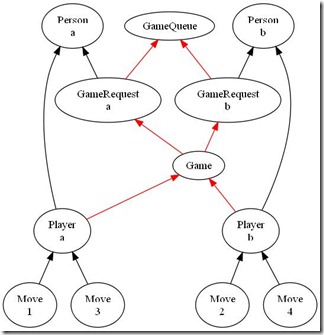 Person
a
GameQueue
Person
b
GameRequest
a
GameRequest
b
Game
Player
a
Player
b
Move
1
Move
3
Move
2
Move
4